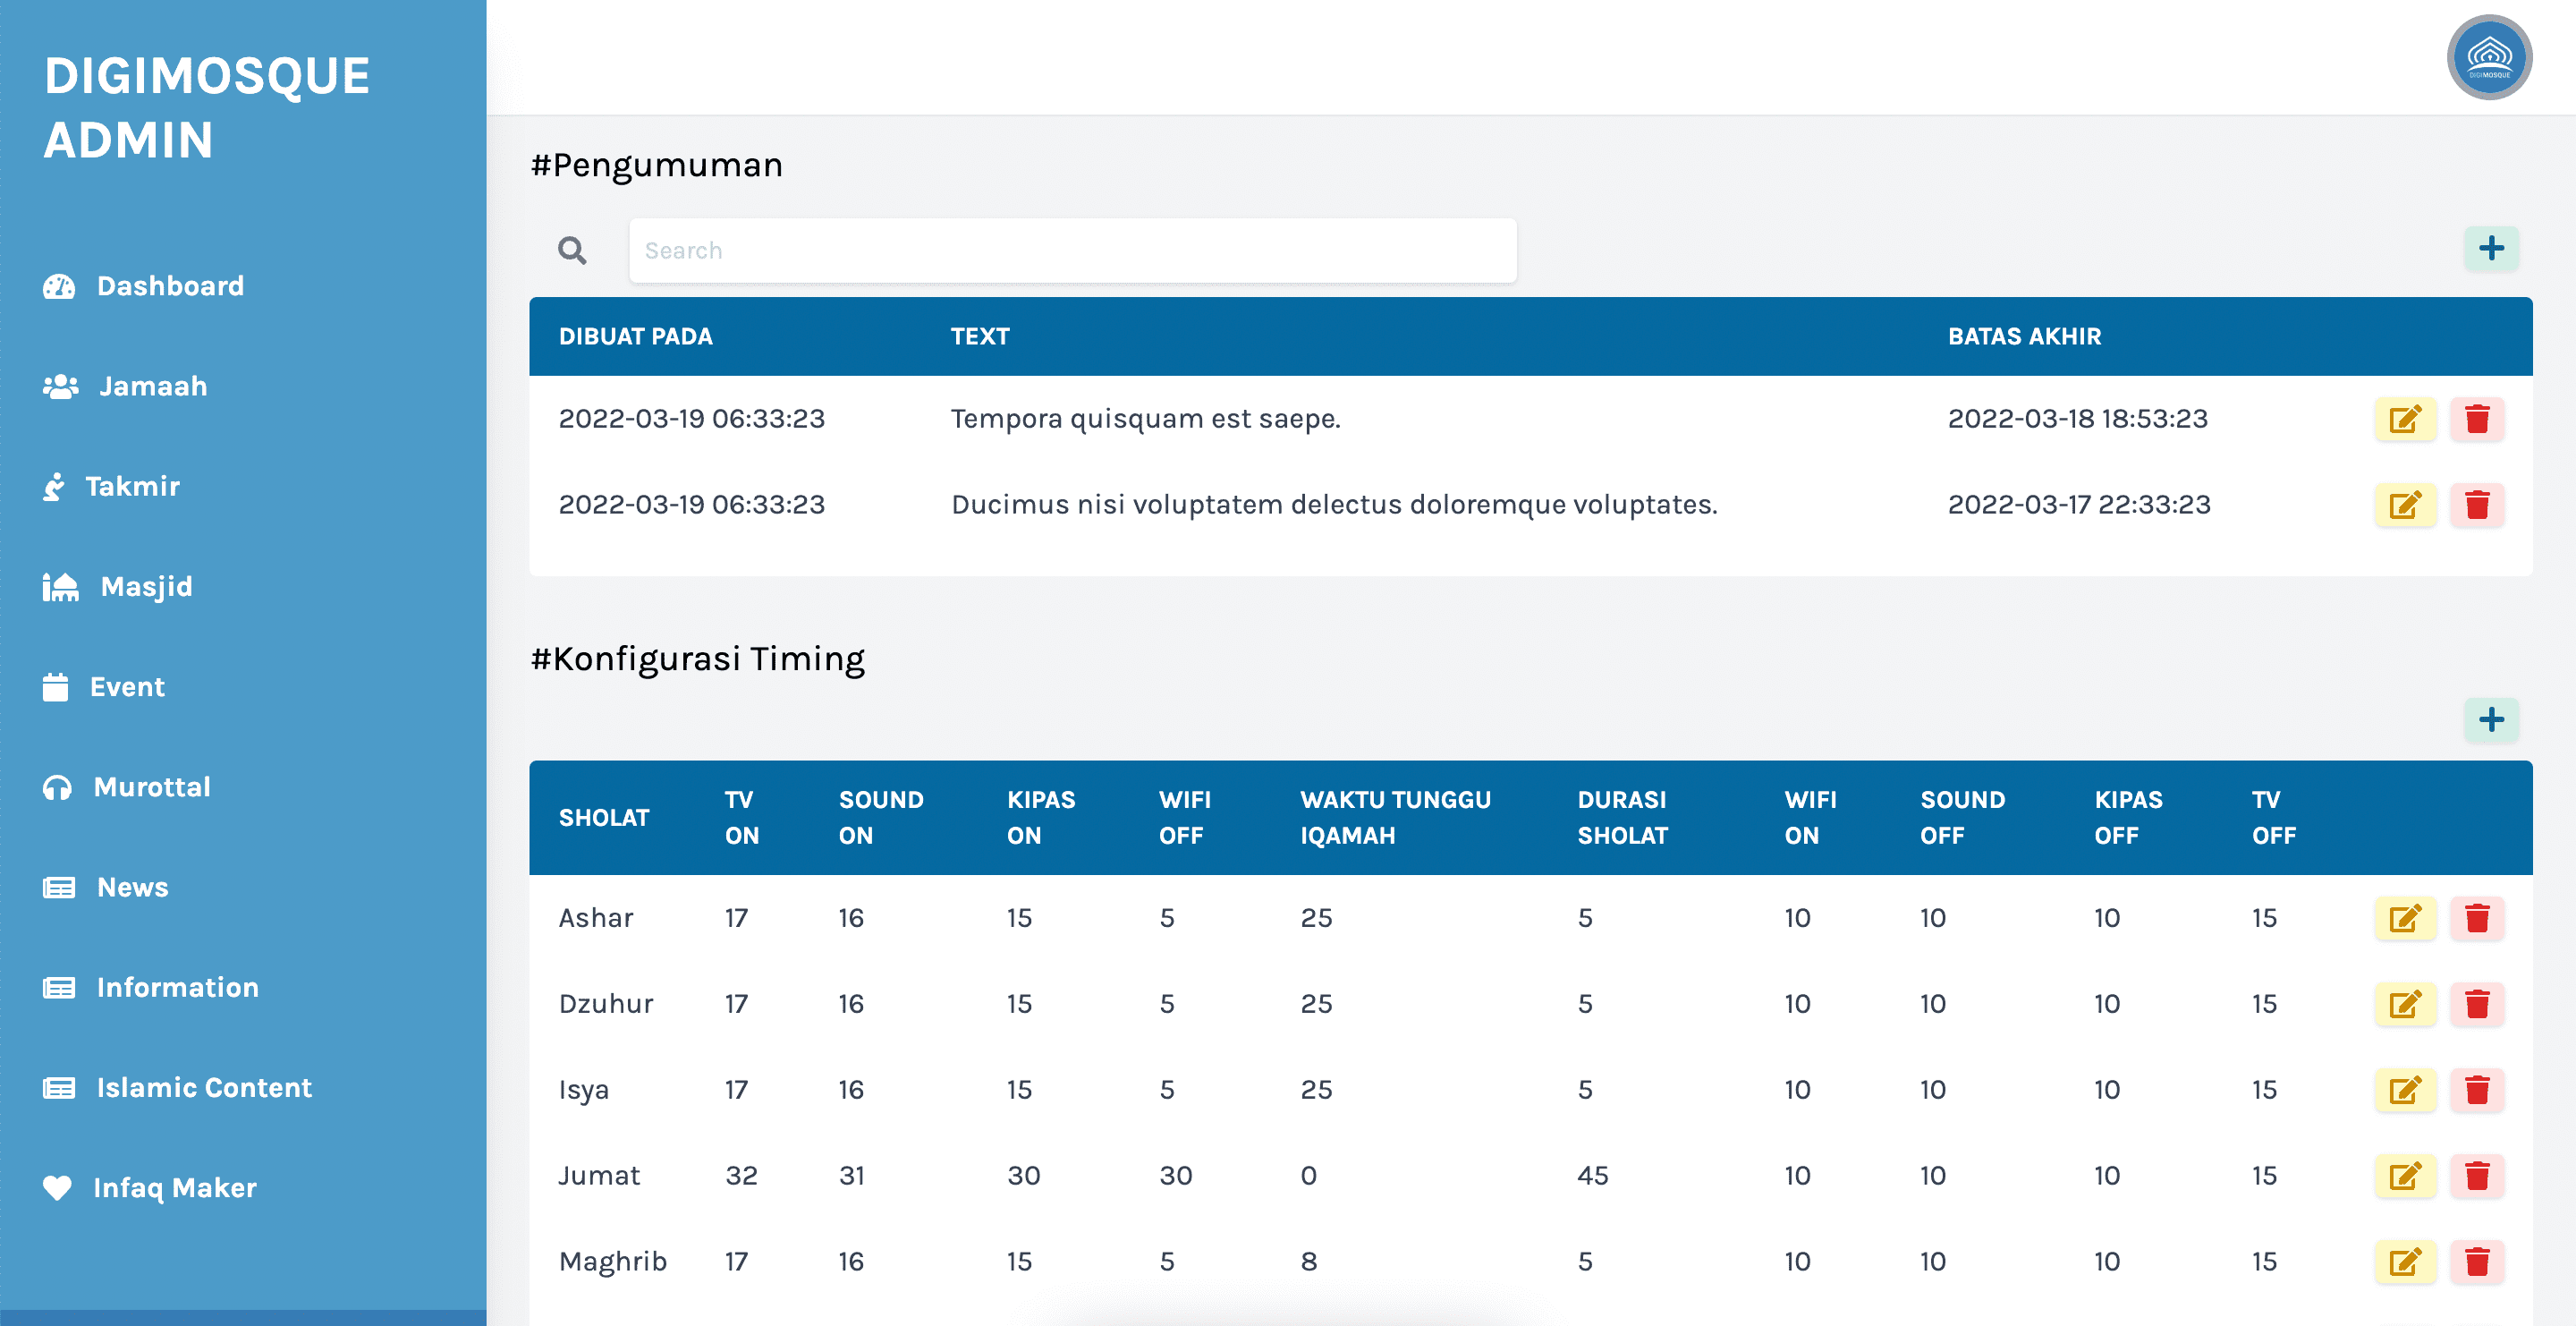 DIGIMOSQUE
ADMIN
Dashboard
Jamaah
Takmir
Masjid
Event
Murottal
News
Information
Islamic Content
Infaq Maker
DIGIMOSQUE
#Pengumuman
Search
DIBUAT PADA TEXT BATAS AKHIR
2022-03-19 06:33:23 Tempora quisquam est saepe. 2022-03-18 18:53:23
2022-03-19 06:33:23 Ducimus nisi voluptatem delectus doloremque voluptates. 2022-03-17 22:33:23
#Konfigurasi Timing
SHOLAT TV ON SOUND ON KIPAS ON WIFI OFF WAKTU TUNGGU IQAMAH DURASI SHOLAT WIFI ON SOUND OFF KIPAS OFF TV OFF
Ashar 17 16 15 5 25 5 10 10 10 15
Dzuhur 17 16 15 5 25 5 10 10 10 15
Isya 17 16 15 5 25 5 10 10 10 15
Jumat 32 31 30 30 0 45 10 10 10 15
Maghrib 17 16 15 5 8 5 10 10 10 15